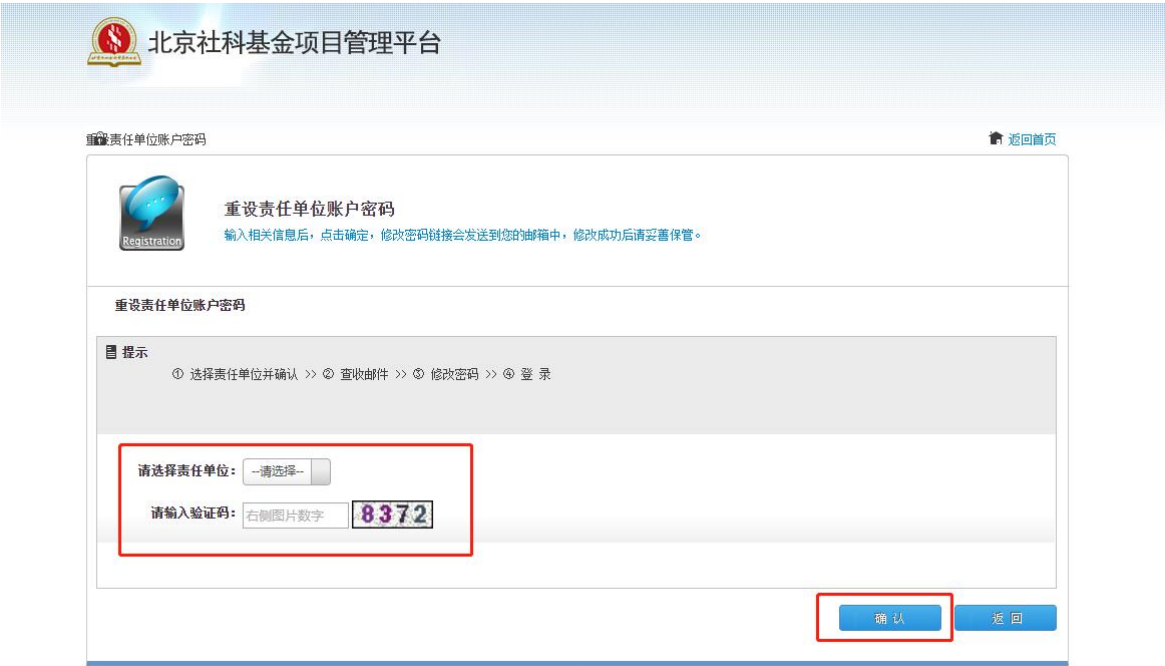 北京社科基金项目管理平台
重设责任单位账户密码
返回首页
Registration
重设责任单位账户密码
输入相关信息后，点击确定，修改密码链接会发送到您的邮箱中，修改成功后请妥善保管。
重设责任单位账户密码
提示
① 选择责任单位并确认 >> ② 查收邮件 >> ③ 修改密码 >> ④ 登 录
请选择责任单位： --请选择--
请输入验证码： 右侧图片数字 8372
确 认 返 回